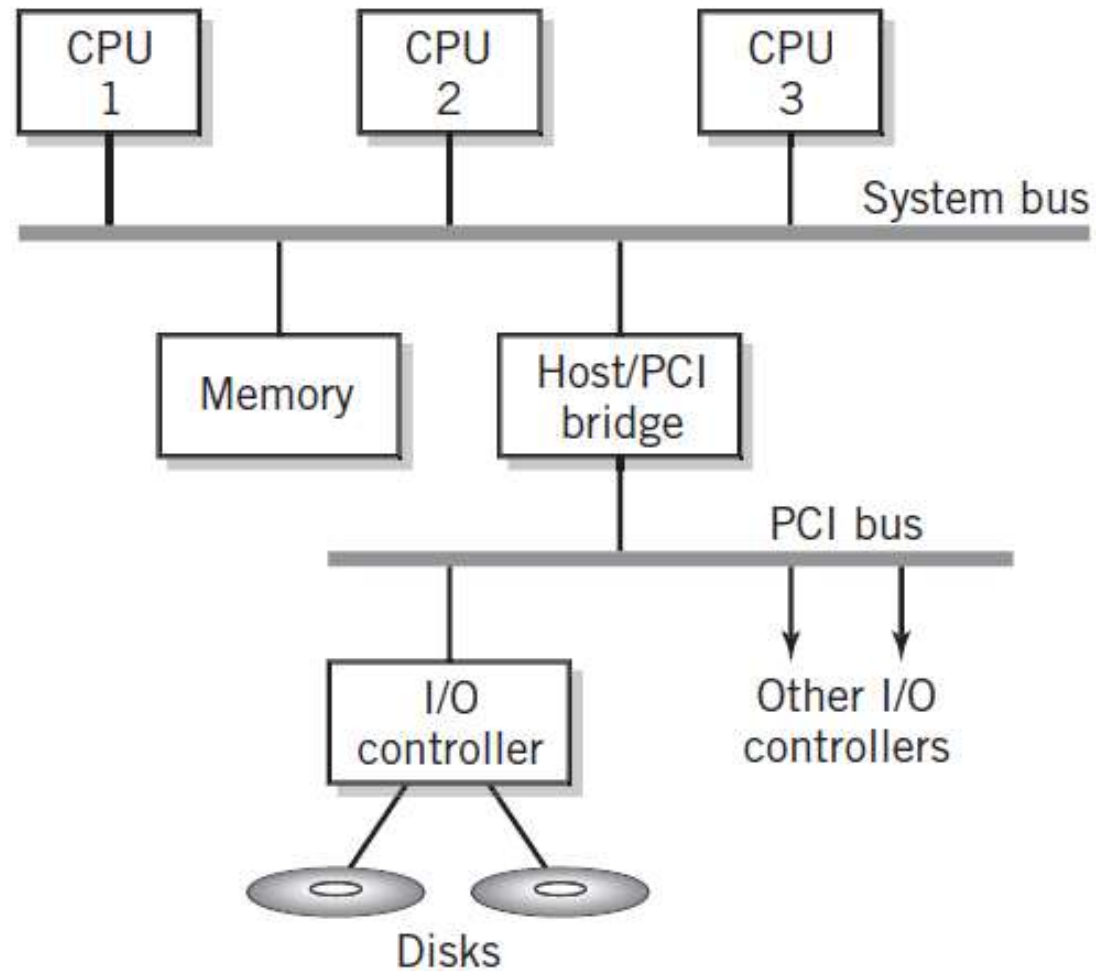 CPU
1
CPU
2
CPU
3
System bus
Memory
Host/PCI
bridge
PCI bus
I/O
controller
Other I/O
controllers
Disks